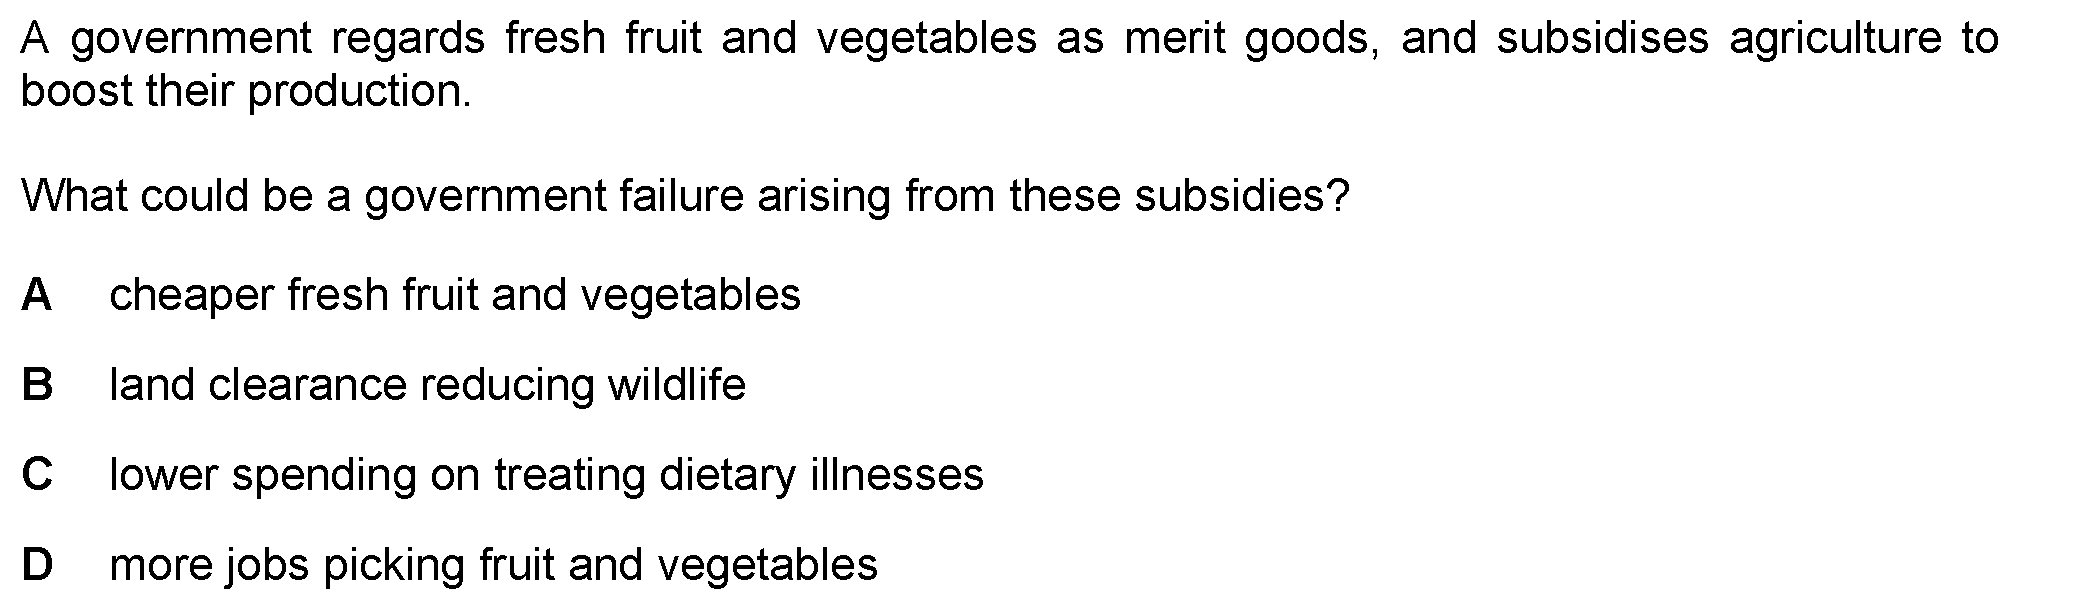 A government regards fresh fruit and vegetables as merit goods, and subsidises agriculture to
boost their production.
What could be a government failure arising from these subsidies?
A cheaper fresh fruit and vegetables
B land clearance reducing wildlife
C lower spending on treating dietary illnesses
D more jobs picking fruit and vegetables